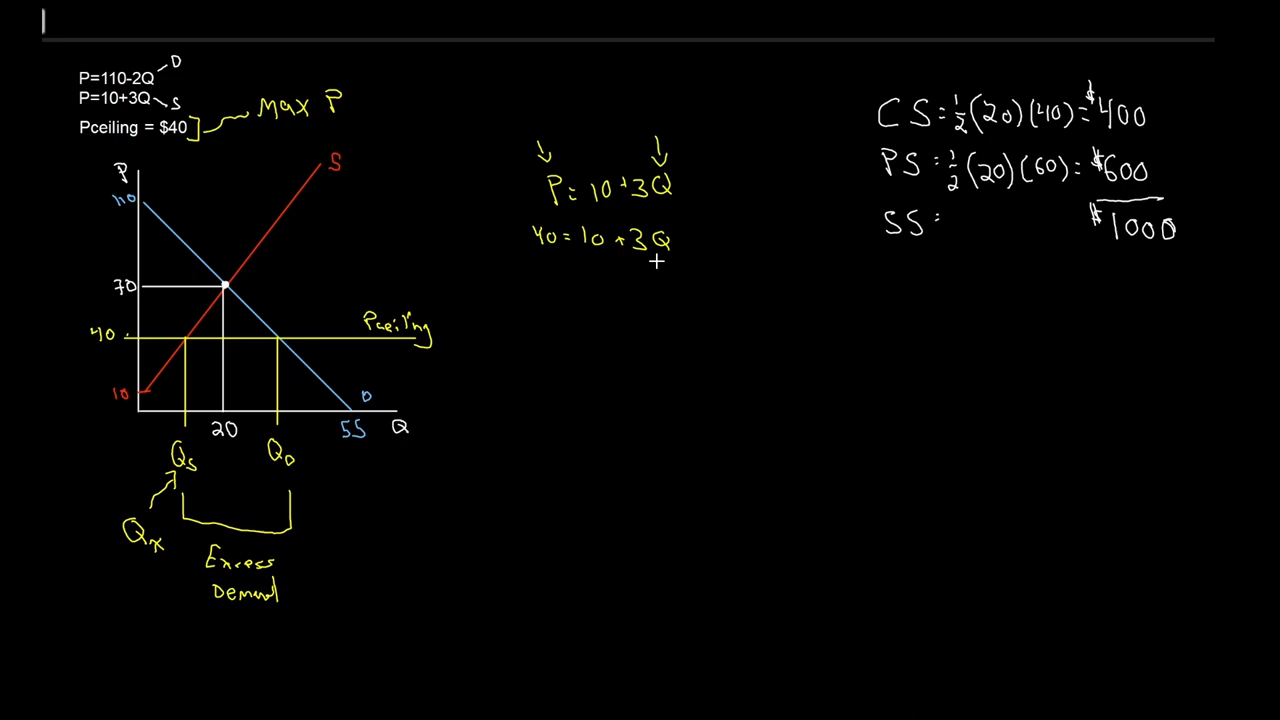 P=110-2Q D
P=10+3Q S
Pceiling = $40 Max P
P
110
S
70
40
Pceiling
10
D
20
55
Q
Qs
QD
Qx
Excess
Demand
P = 10 + 3Q
40 = 10 + 3Q
CS = ½(20)(40) = $400
PS = ½(20)(60) = $600
SS = $1000